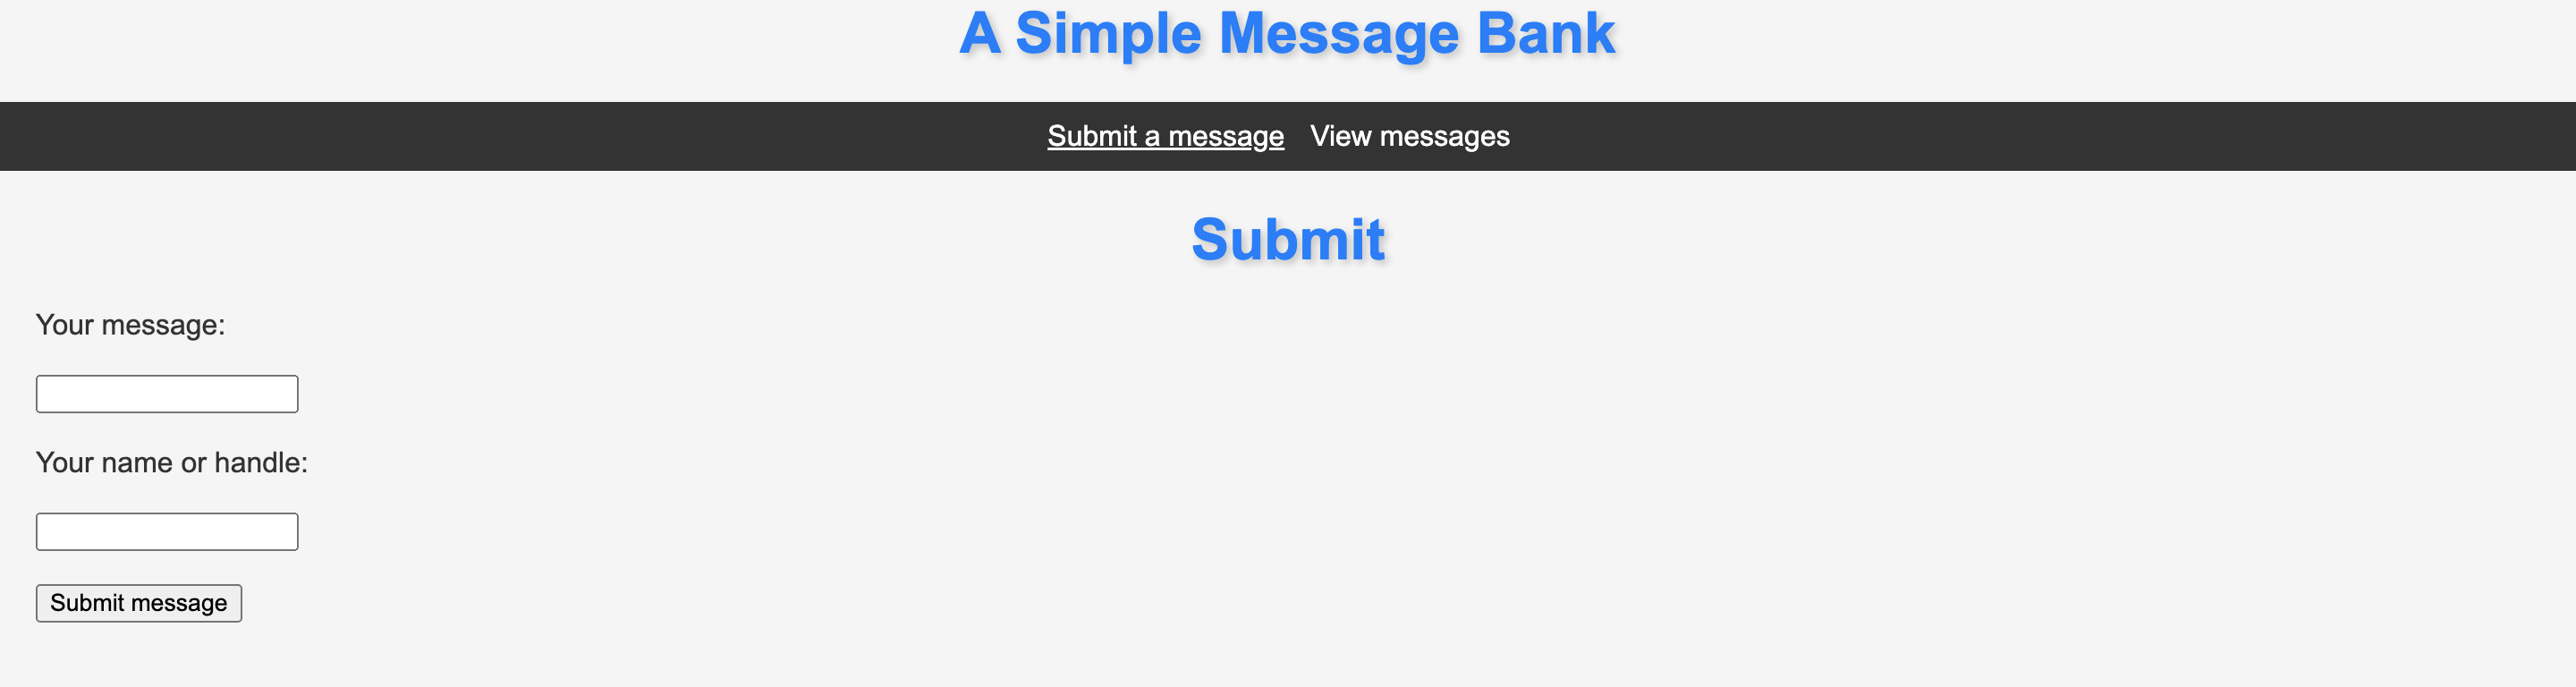 A Simple Message Bank
Submit a message View messages
Submit
Your message:
Your name or handle:
Submit message